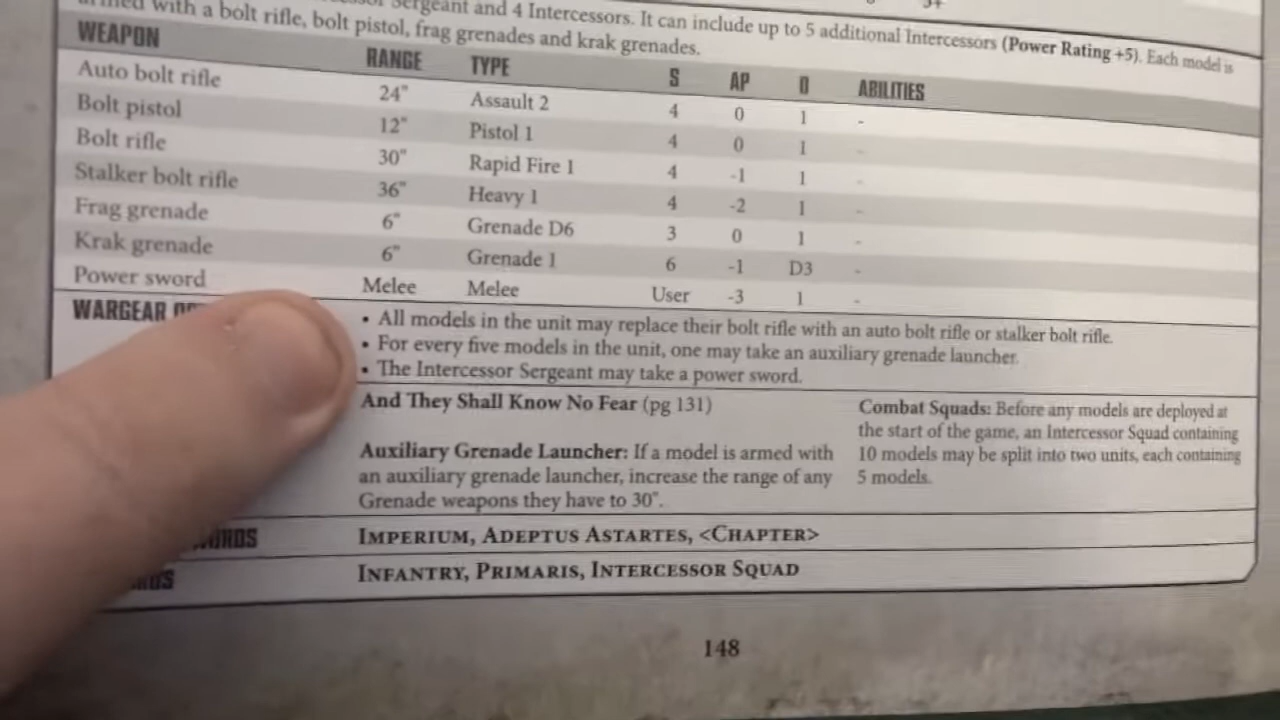 with a bolt rifle, bolt pistol, frag grenades and krak grenades.
Sergeant and 4 Intercessors. It can include up to 5 additional Intercessors (Power Rating +5). Each model is
WEAPON RANGE TYPE S AP D ABILITIES
Auto bolt rifle 24" Assault 2 4 0 1 -
Bolt pistol 12" Pistol 1 4 0 1 -
Bolt rifle 30" Rapid Fire 1 4 -1 1 -
Stalker bolt rifle 36" Heavy 1 4 -2 1 -
Frag grenade 6" Grenade D6 3 0 1 -
Krak grenade 6" Grenade 1 6 -1 D3 -
Power sword Melee Melee User -3 1 -
WARGEAR
• All models in the unit may replace their bolt rifle with an auto bolt rifle or stalker bolt rifle.
• For every five models in the unit, one may take an auxiliary grenade launcher.
• The Intercessor Sergeant may take a power sword.
And They Shall Know No Fear (pg 131)
Auxiliary Grenade Launcher: If a model is armed with
an auxiliary grenade launcher, increase the range of any
Grenade weapons they have to 30".
Combat Squads: Before any models are deployed at
the start of the game, an Intercessor Squad containing
10 models may be split into two units, each containing
5 models.
IMPERIUM, ADEPTUS ASTARTES, <CHAPTER>
INFANTRY, PRIMARIS, INTERCESSOR SQUAD
148